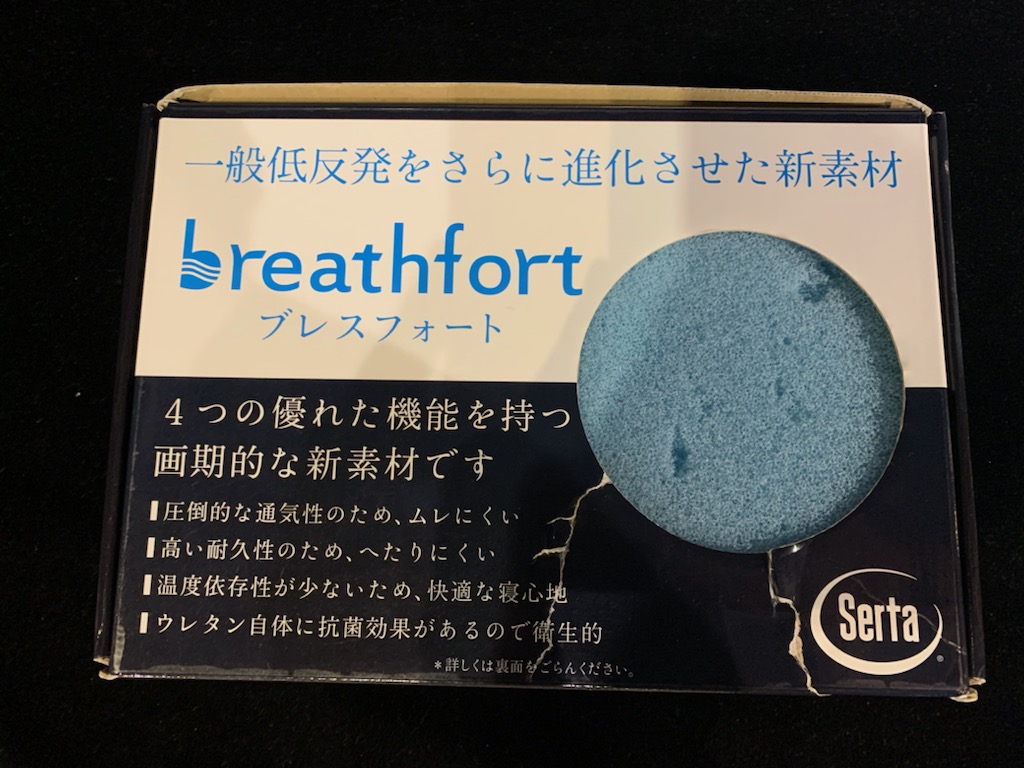 一般低反発をさらに進化させた新素材
breathfort
ブレスフォート
4つの優れた機能を持つ
画期的な新素材です
圧倒的な通気性のため、ムレにくい
高い耐久性のため、へたりにくい
温度依存性が少ないため、快適な寝心地
ウレタン自体に抗菌効果があるので衛生的
*詳しくは裏面をごらんください。
Serta®